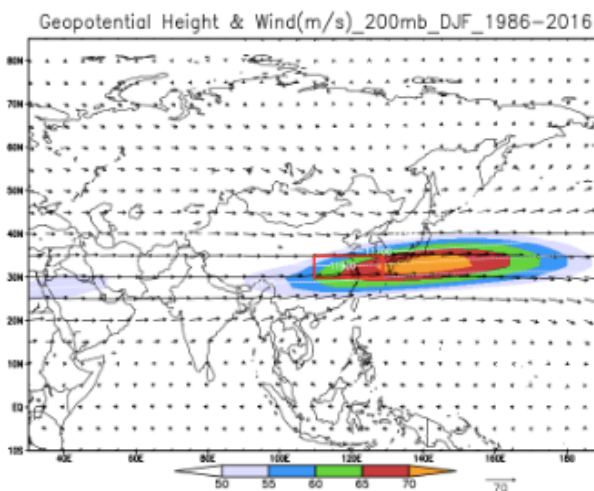 Geopotential Height & Wind(m/s)_200mb_DJF_1986-2016
80N
70N
60N
50N
40N
30N
20N
10N
EQ
10S
40E 60E 80E 100E 120E 140E 160E 180
50 55 60 65 70
70